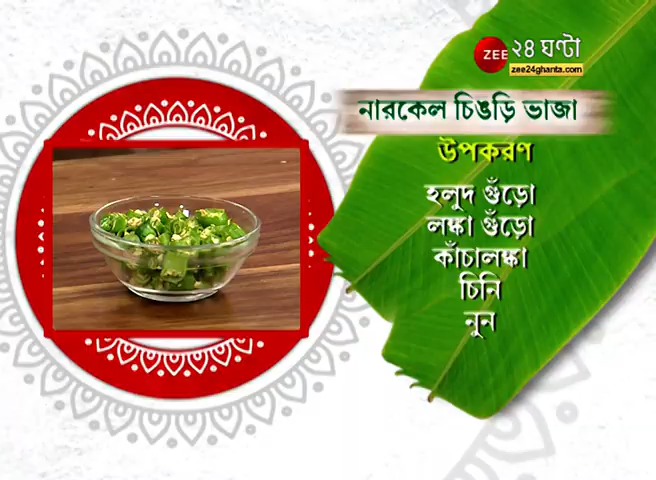 ZEE ২৪ ঘণ্টা
zee24ghanta.com
নারকেল চিঙড়ি ভাজা
উপকরণ
হলুদ গুঁড়ো
লঙ্কা গুঁড়ো
কাঁচালঙ্কা
চিনি
নুন